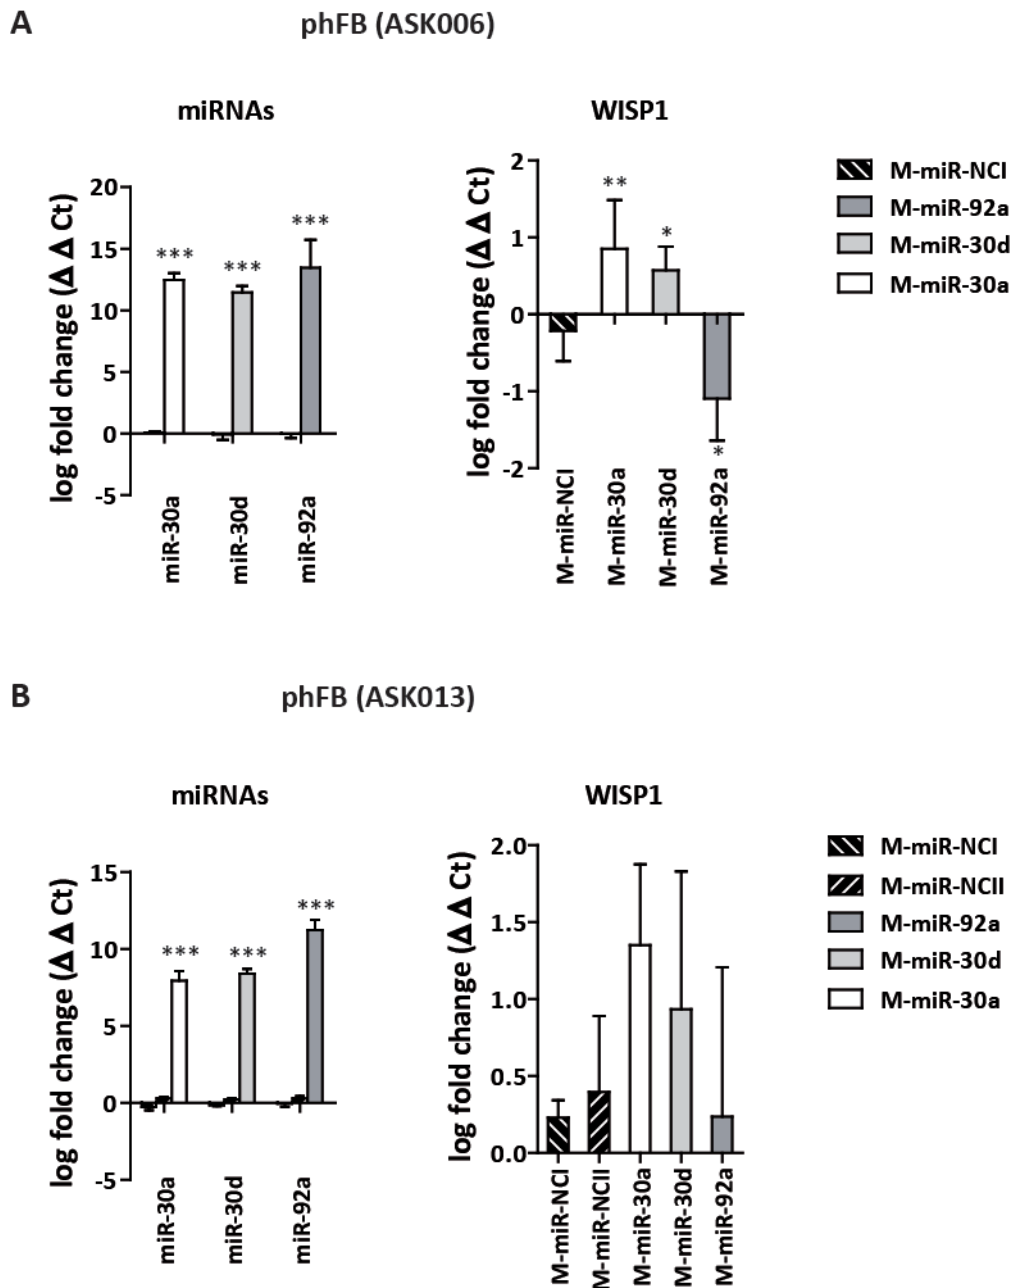 A phFB (ASK006)
miRNAs
log fold change (Δ Δ Ct)
20
15
10
5
0
-5
***
***
***
miR-30a
miR-30d
miR-92a
WISP1
log fold change (Δ Δ Ct)
2
1
0
-1
-2
**
*
*
M-miR-NCI
M-miR-30a
M-miR-30d
M-miR-92a
M-miR-NCI
M-miR-92a
M-miR-30d
M-miR-30a
B phFB (ASK013)
miRNAs
log fold change (Δ Δ Ct)
15
10
5
0
-5
***
***
***
miR-30a
miR-30d
miR-92a
WISP1
log fold change (Δ Δ Ct)
2.0
1.5
1.0
0.5
0.0
M-miR-NCI
M-miR-NCII
M-miR-30a
M-miR-30d
M-miR-92a
M-miR-NCI
M-miR-NCII
M-miR-92a
M-miR-30d
M-miR-30a